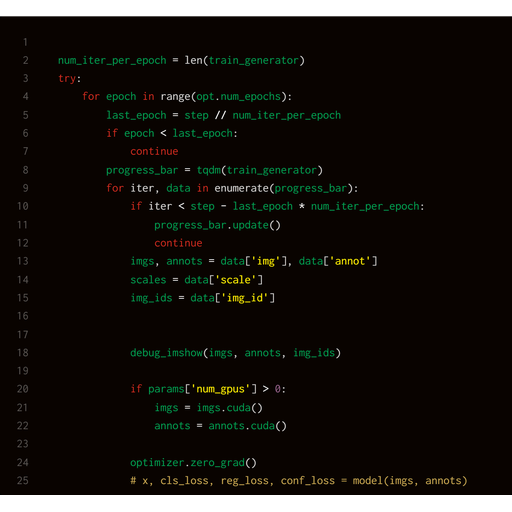 1
2 num_iter_per_epoch = len(train_generator)
3 try:
4     for epoch in range(opt.num_epochs):
5         last_epoch = step // num_iter_per_epoch
6         if epoch < last_epoch:
7             continue
8         progress_bar = tqdm(train_generator)
9         for iter, data in enumerate(progress_bar):
10             if iter < step - last_epoch * num_iter_per_epoch:
11                 progress_bar.update()
12                 continue
13             imgs, annots = data['img'], data['annot']
14             scales = data['scale']
15             img_ids = data['img_id']
16
17
18             debug_imshow(imgs, annots, img_ids)
19
20             if params['num_gpus'] > 0:
21                 imgs = imgs.cuda()
22                 annots = annots.cuda()
23
24             optimizer.zero_grad()
25             # x, cls_loss, reg_loss, conf_loss = model(imgs, annots)